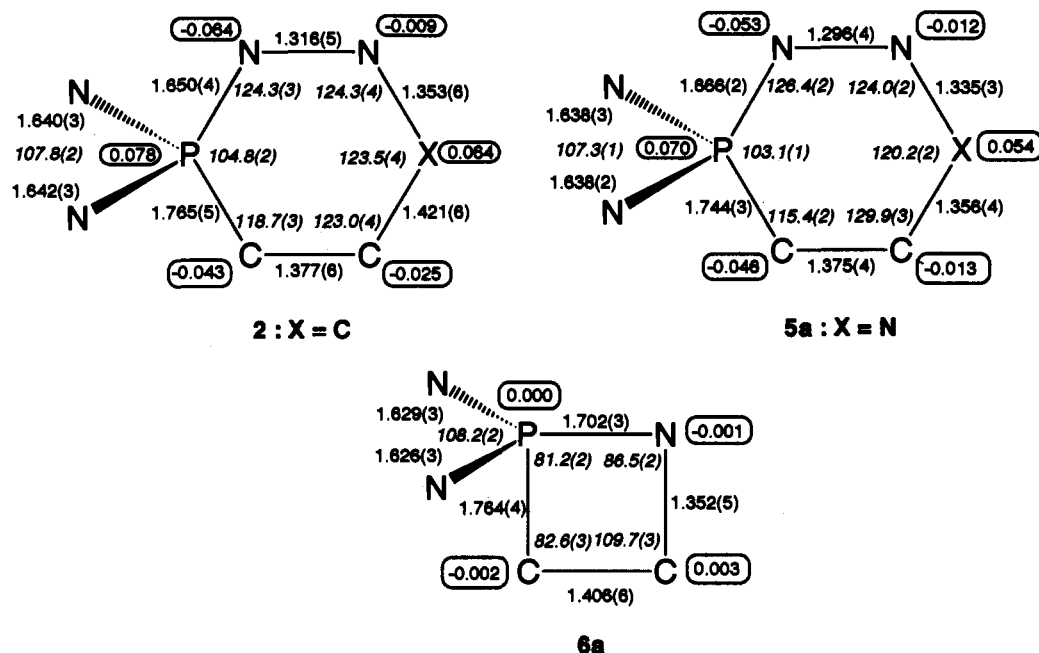 -0.064 1.316(5) -0.009
N N
1.650(4) 124.3(3) 124.3(4) 1.353(6)
N
1.640(3)
107.8(2) 0.078 P 104.8(2) 123.5(4) X 0.064
1.642(3)
N
1.765(5) 118.7(3) 123.0(4) 1.421(6)
C C
-0.043 1.377(6) -0.025
2 : X = C
-0.053 1.296(4) -0.012
N N
1.666(2) 126.4(2) 124.0(2) 1.335(3)
N
1.638(3)
107.3(1) 0.070 P 103.1(1) 120.2(2) X 0.054
1.638(2)
N
1.744(3) 115.4(2) 129.9(3) 1.356(4)
C C
-0.046 1.375(4) -0.013
5a : X = N
N 0.000
1.629(3) 1.702(3)
108.2(2) P N -0.001
1.626(3) 81.2(2) 86.5(2)
N
1.764(4) 1.352(5)
82.6(3) 109.7(3)
-0.002 C C 0.003
1.406(6)
6a